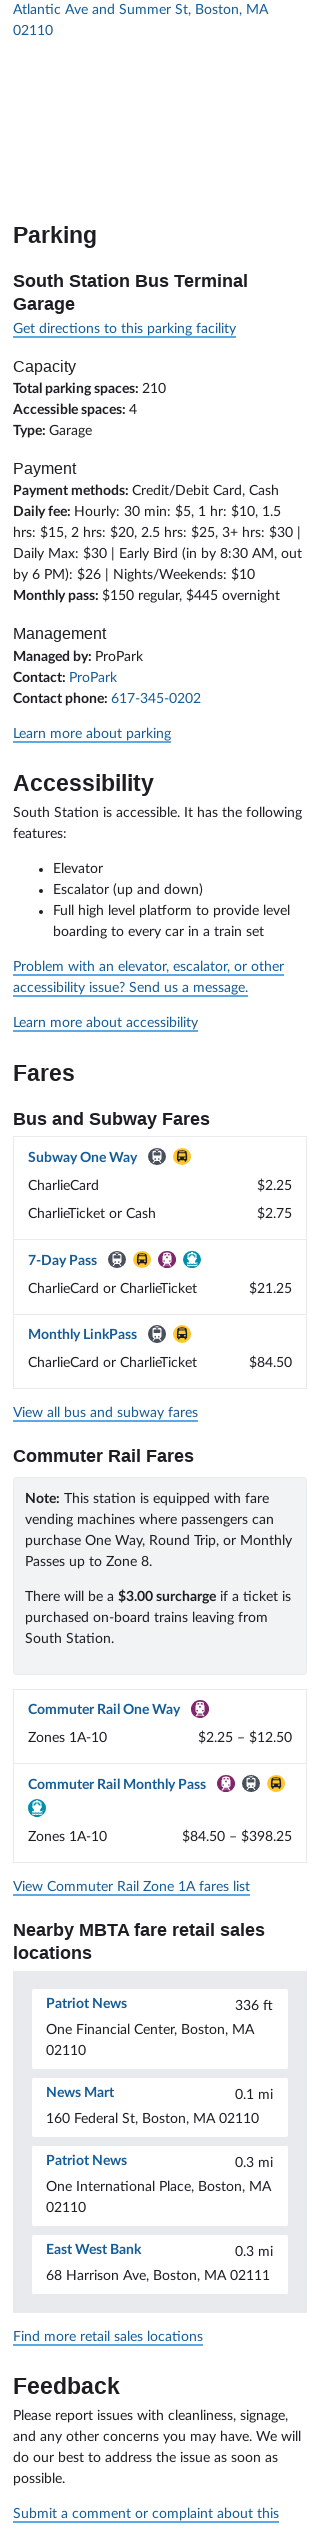 Atlantic Ave and Summer St, Boston, MA
02110
Parking
South Station Bus Terminal
Garage
Get directions to this parking facility
Capacity
Total parking spaces: 210
Accessible spaces: 4
Type: Garage
Payment
Payment methods: Credit/Debit Card, Cash
Daily fee: Hourly: 30 min: $5, 1 hr: $10, 1.5
hrs: $15, 2 hrs: $20, 2.5 hrs: $25, 3+ hrs: $30 |
Daily Max: $30 | Early Bird (in by 8:30 AM, out
by 6 PM): $26 | Nights/Weekends: $10
Monthly pass: $150 regular, $445 overnight
Management
Managed by: ProPark
Contact: ProPark
Contact phone: 617-345-0202
Learn more about parking
Accessibility
South Station is accessible. It has the following
features:
• Elevator
• Escalator (up and down)
• Full high level platform to provide level
boarding to every car in a train set
Problem with an elevator, escalator, or other
accessibility issue? Send us a message.
Learn more about accessibility
Fares
Bus and Subway Fares
Subway One Way
CharlieCard $2.25
CharlieTicket or Cash $2.75
7-Day Pass
CharlieCard or CharlieTicket $21.25
Monthly LinkPass
CharlieCard or CharlieTicket $84.50
View all bus and subway fares
Commuter Rail Fares
Note: This station is equipped with fare
vending machines where passengers can
purchase One Way, Round Trip, or Monthly
Passes up to Zone 8.
There will be a $3.00 surcharge if a ticket is
purchased on-board trains leaving from
South Station.
Commuter Rail One Way
Zones 1A-10 $2.25 – $12.50
Commuter Rail Monthly Pass
Zones 1A-10 $84.50 – $398.25
View Commuter Rail Zone 1A fares list
Nearby MBTA fare retail sales
locations
Patriot News 336 ft
One Financial Center, Boston, MA
02110
News Mart 0.1 mi
160 Federal St, Boston, MA 02110
Patriot News 0.3 mi
One International Place, Boston, MA
02110
East West Bank 0.3 mi
68 Harrison Ave, Boston, MA 02111
Find more retail sales locations
Feedback
Please report issues with cleanliness, signage,
and any other concerns you may have. We will
do our best to address the issue as soon as
possible.
Submit a comment or complaint about this